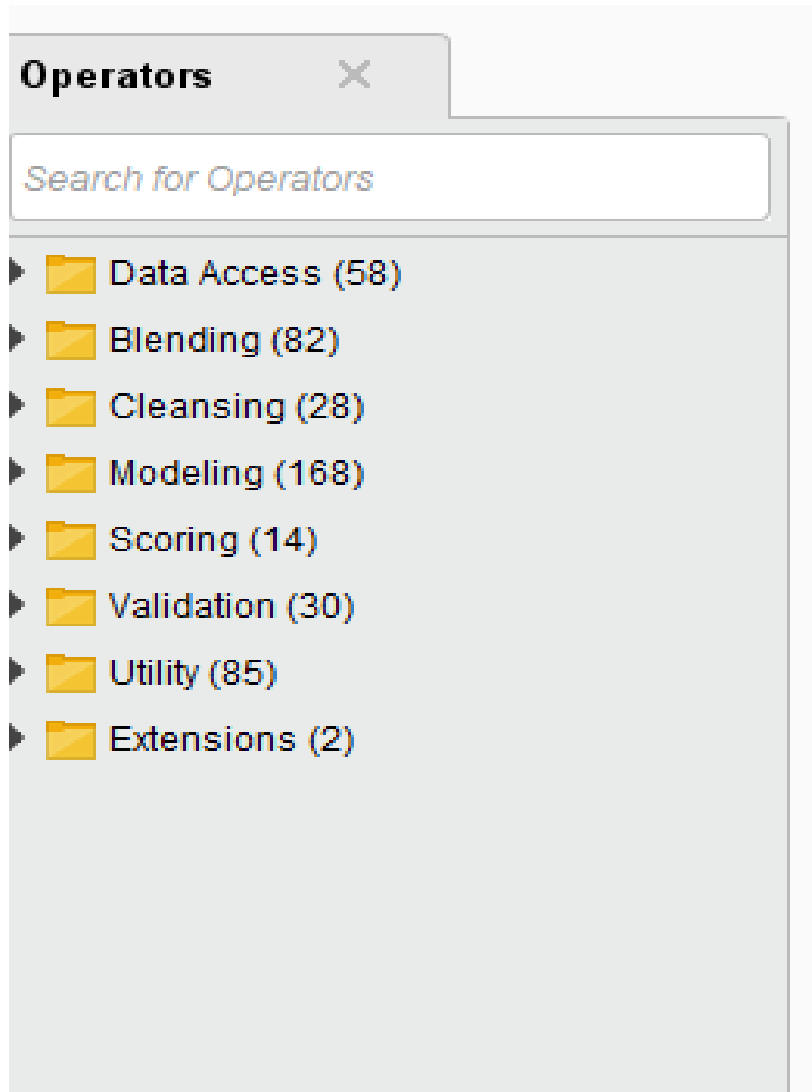 Operators
Search for Operators
Data Access (58)
Blending (82)
Cleansing (28)
Modeling (168)
Scoring (14)
Validation (30)
Utility (85)
Extensions (2)